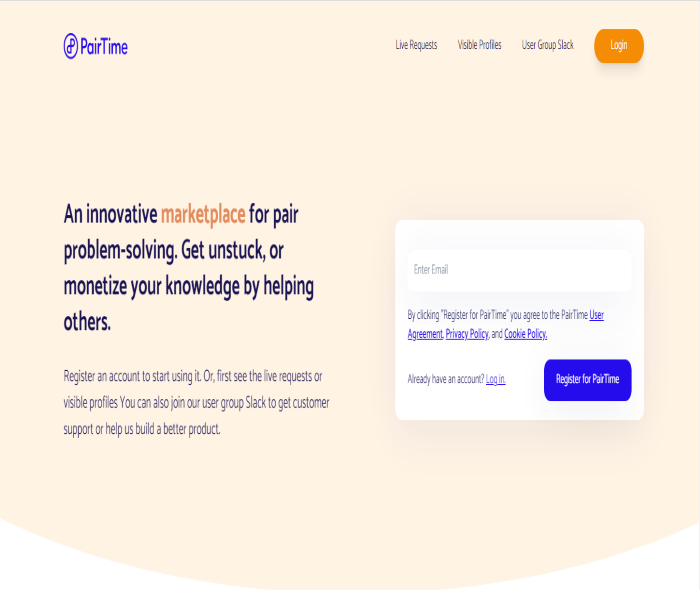 PairTime
Live Requests
Visible Profiles
User Group Slack
Login
An innovative marketplace for pair
problem-solving. Get unstuck, or
monetize your knowledge by helping
others.
Register an account to start using it. Or, first see the live requests or
visible profiles You can also join our user group Slack to get customer
support or help us build a better product.
Enter Email
By clicking "Register for PairTime" you agree to the PairTime User
Agreement, Privacy Policy, and Cookie Policy.
Already have an account? Log in.
Register for PairTime